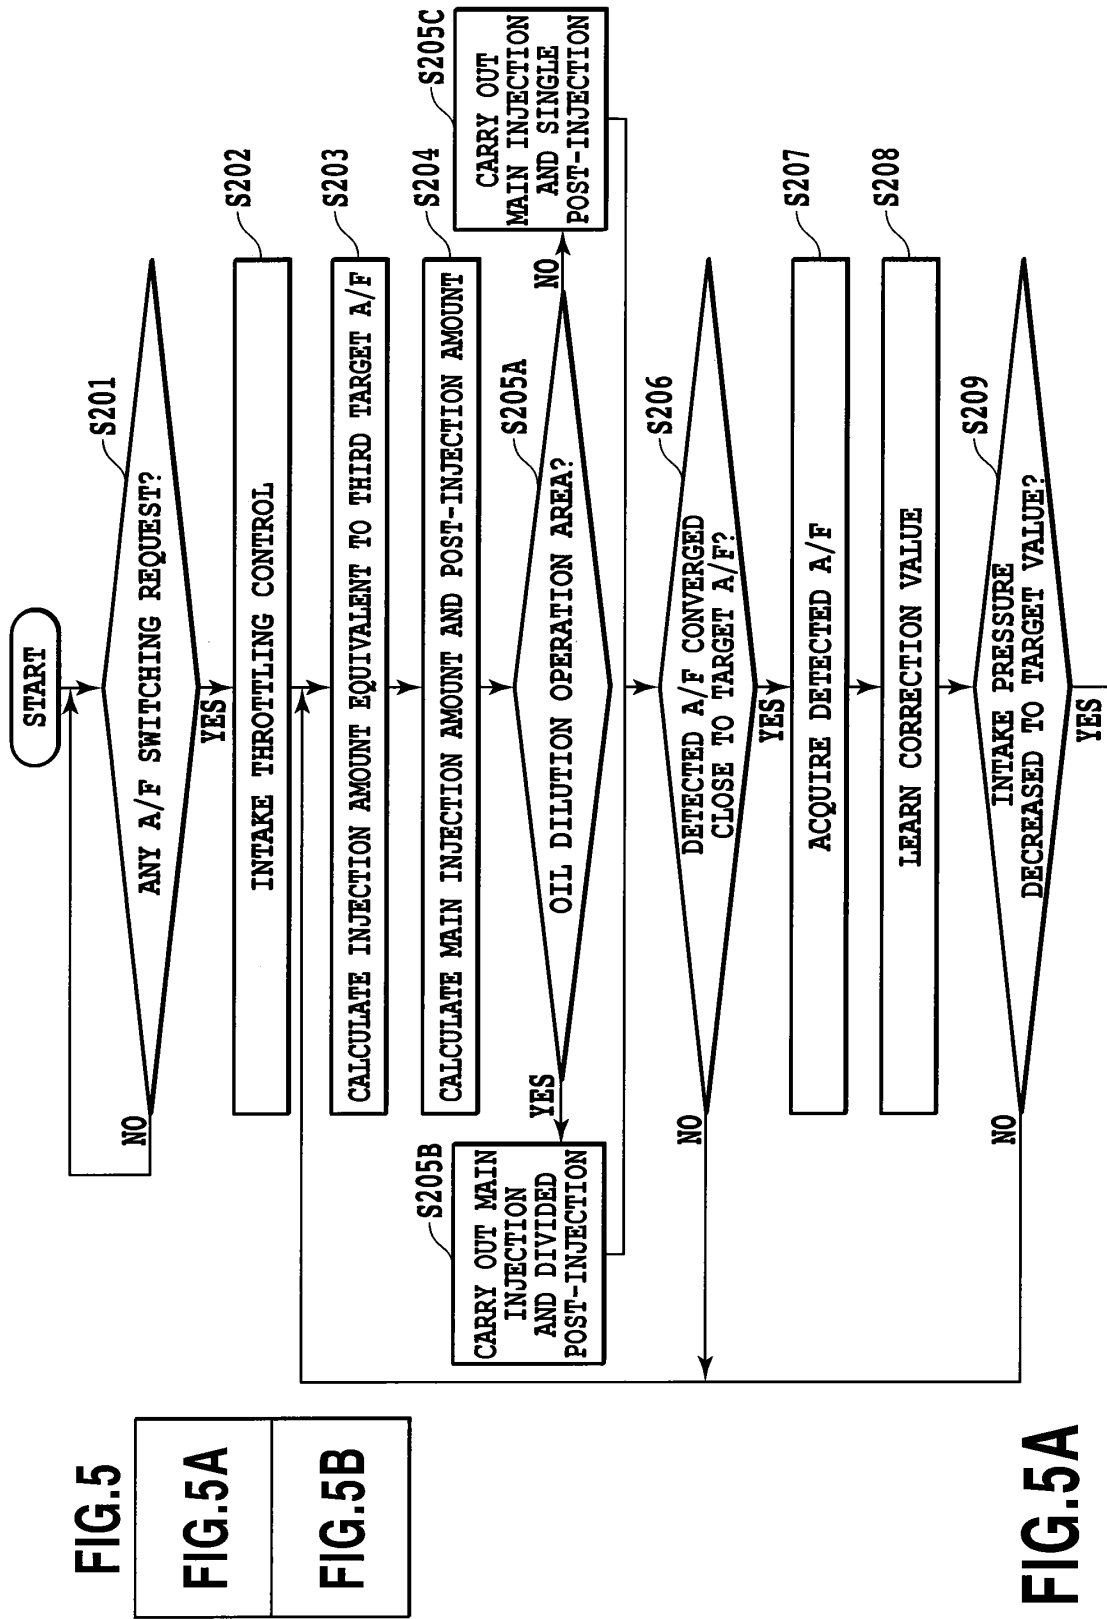 FIG.5
FIG.5A
FIG.5B
START
S201
ANY A/F SWITCHING REQUEST?
NO
YES
S202
INTAKE THROTTLING CONTROL
S203
CALCULATE INJECTION AMOUNT EQUIVALENT TO THIRD TARGET A/F
S204
CALCULATE MAIN INJECTION AMOUNT AND POST-INJECTION AMOUNT
S205A
OIL DILUTION OPERATION AREA?
YES
NO
S205B
CARRY OUT MAIN
INJECTION
AND DIVIDED
POST-INJECTION
S205C
CARRY OUT
MAIN INJECTION
AND SINGLE
POST-INJECTION
S206
DETECTED A/F CONVERGED
CLOSE TO TARGET A/F?
NO
YES
S207
ACQUIRE DETECTED A/F
S208
LEARN CORRECTION VALUE
S209
INTAKE PRESSURE
DECREASED TO TARGET VALUE?
NO
YES
FIG.5A